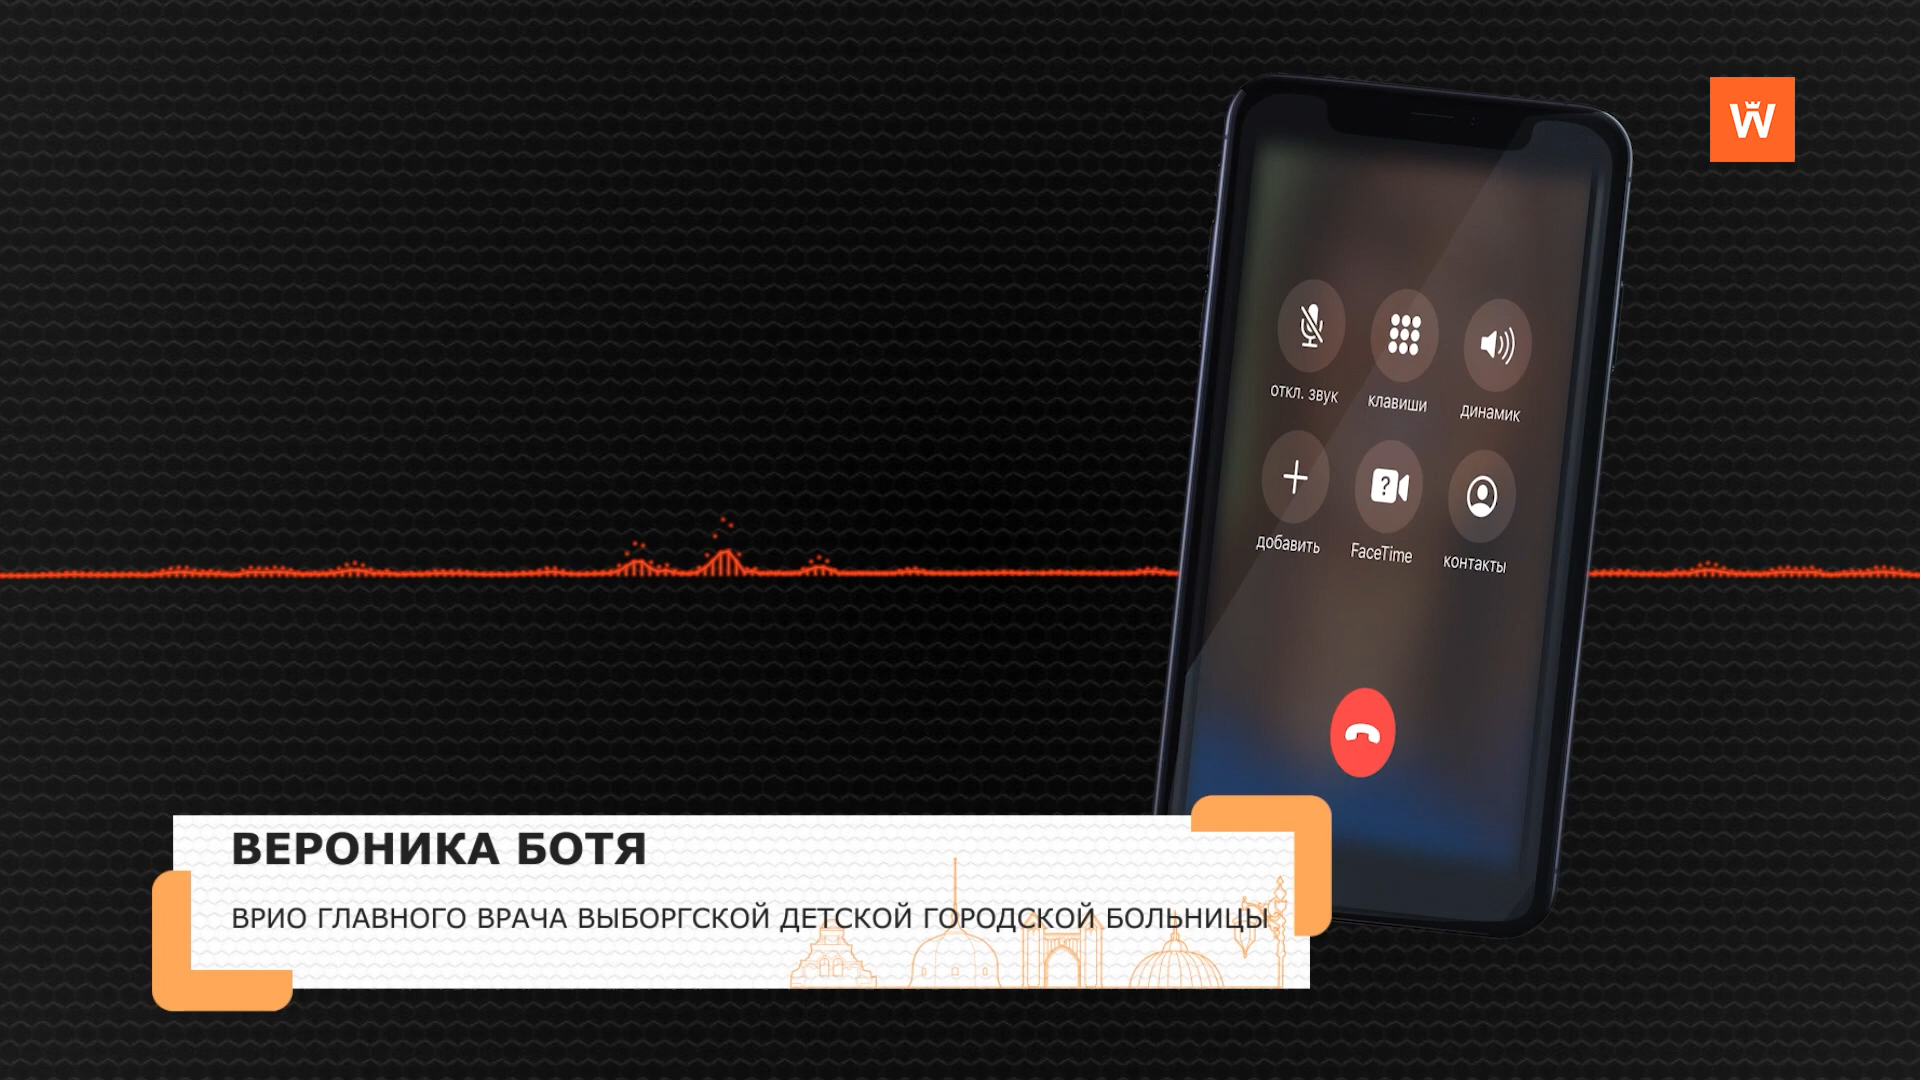 W
откл. звук
клавиши
динамик
добавить
FaceTime
контакты
ВЕРОНИКА БОТЯ
ВРИО ГЛАВНОГО ВРАЧА ВЫБОРГСКОЙ ДЕТСКОЙ ГОРОДСКОЙ БОЛЬНИЦЫ